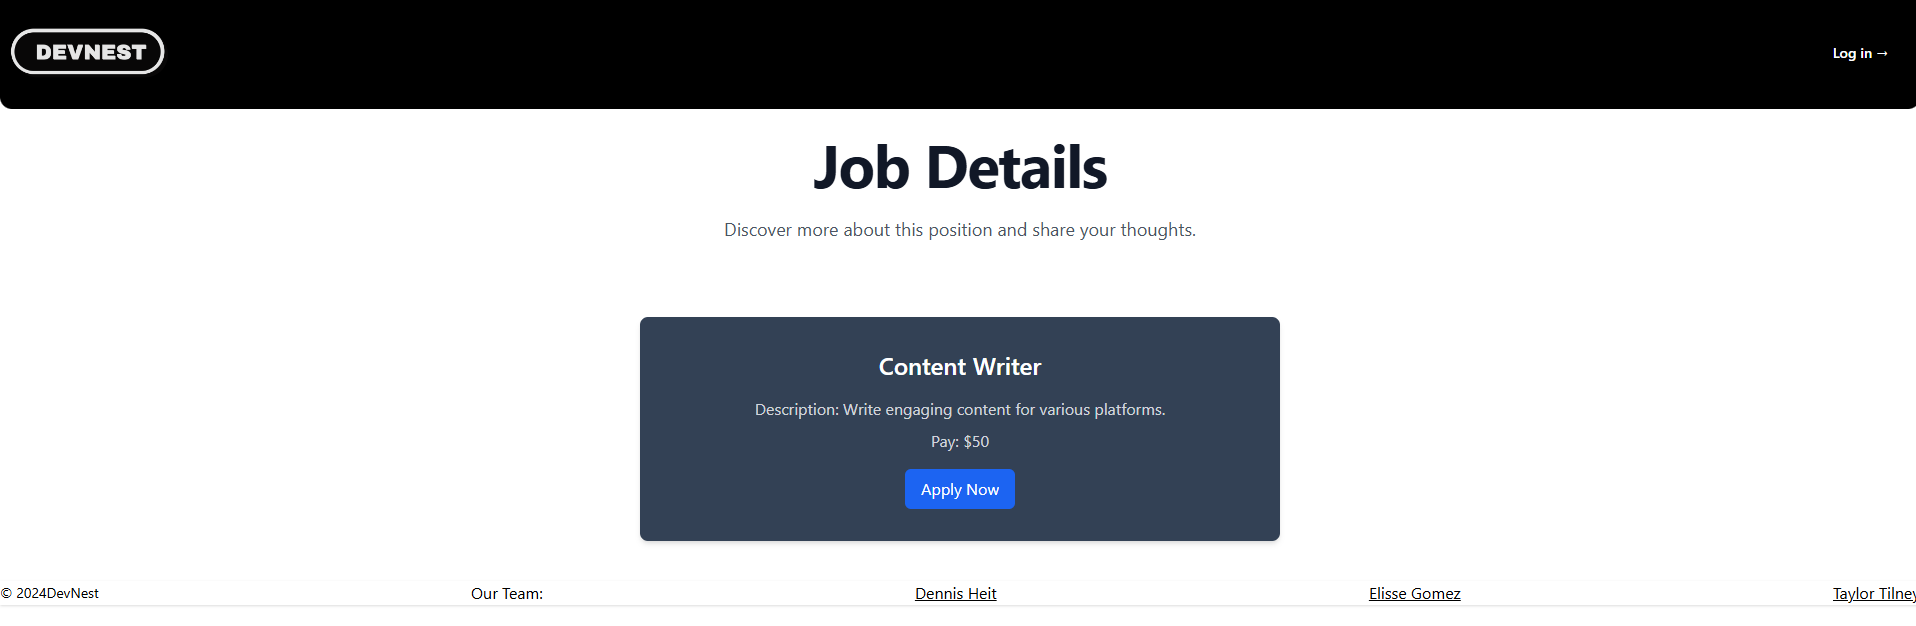 DEVNEST
Log in →
Job Details
Discover more about this position and share your thoughts.
Content Writer
Description: Write engaging content for various platforms.
Pay: $50
Apply Now
© 2024DevNest
Our Team:
Dennis Heit
Elisse Gomez
Taylor Tilney